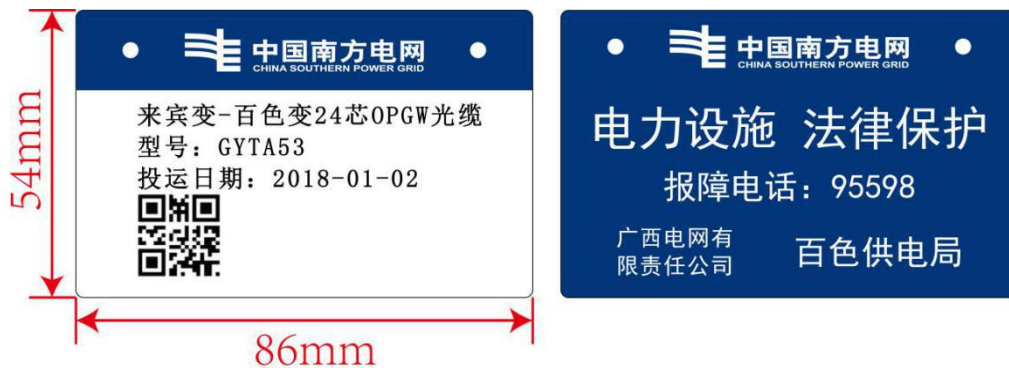 中国南方电网
CHINA SOUTHERN POWER GRID
来宾变-百色变24芯OPGW光缆
型号：GYTA53
投运日期：2018-01-02
54mm
86mm
中国南方电网
CHINA SOUTHERN POWER GRID
电力设施 法律保护
报障电话：95598
广西电网有
限责任公司
百色供电局